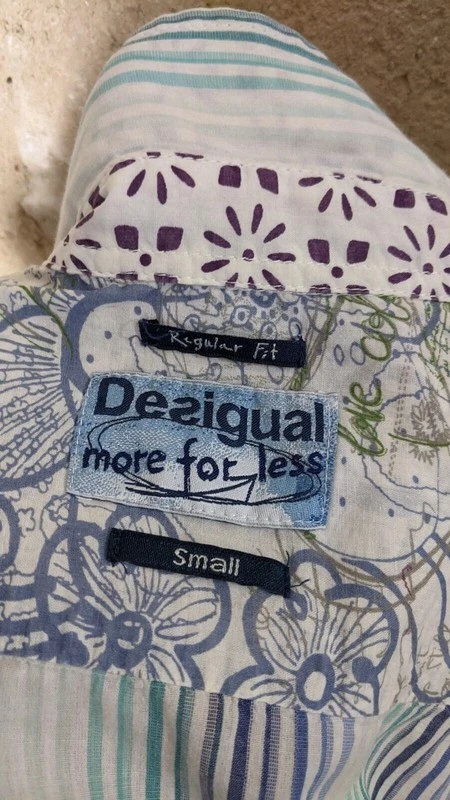 Regular Fit
Desigual
more for less
Small